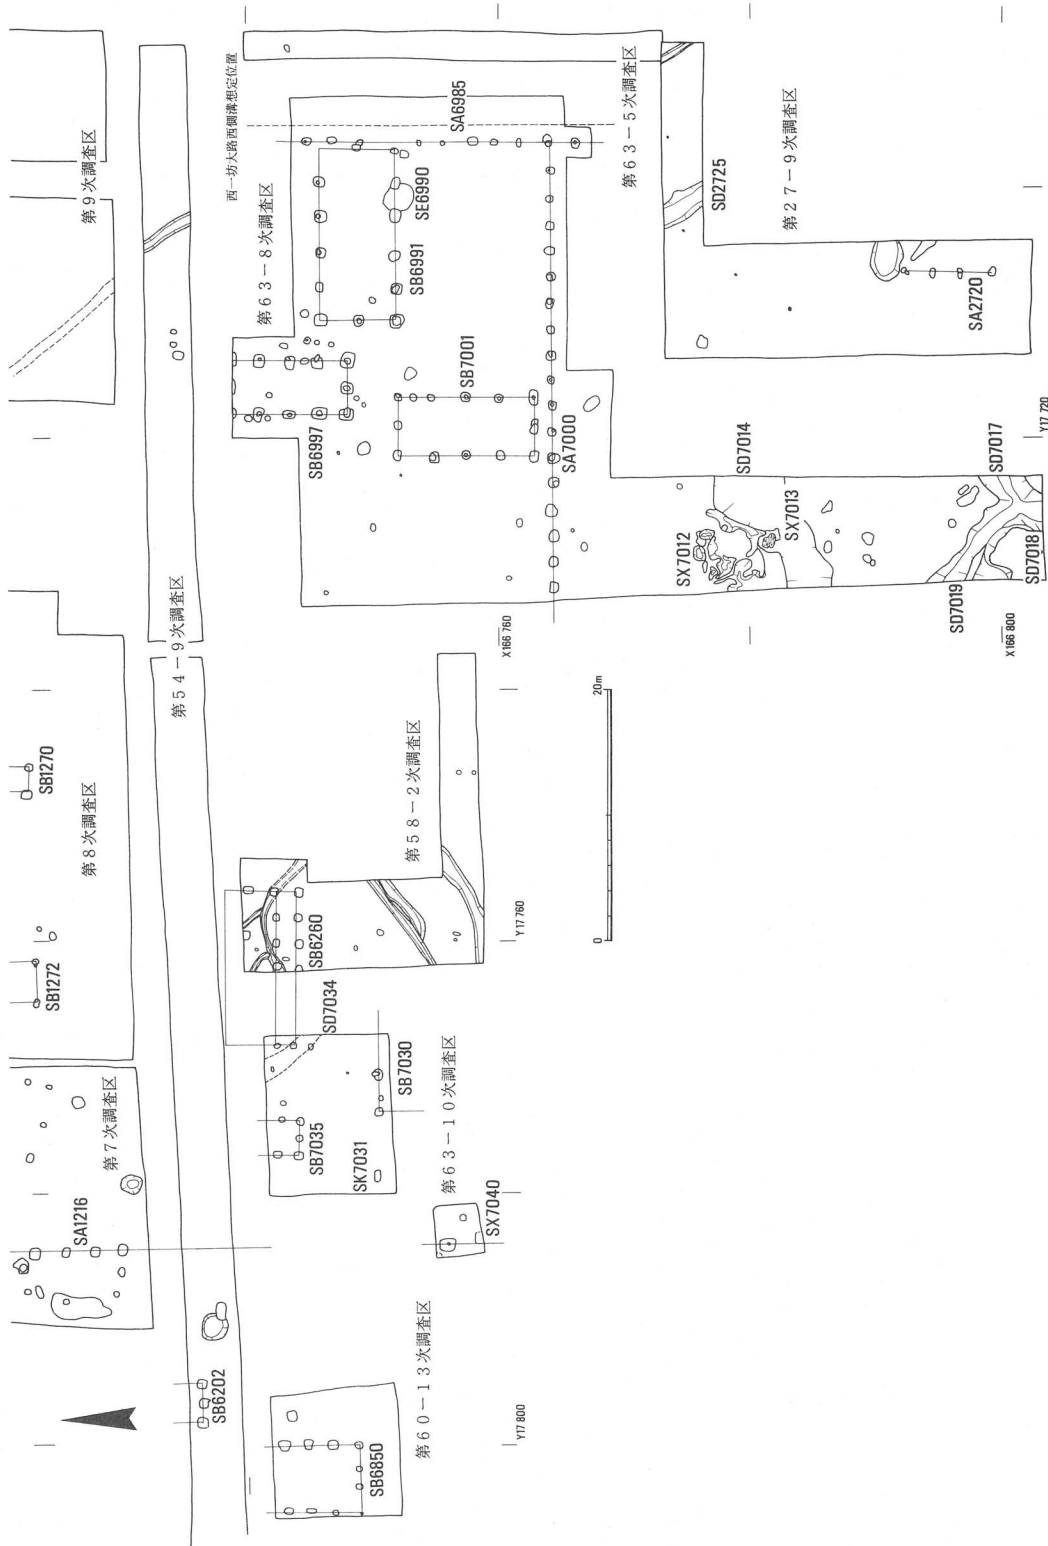 第9次調査区
西一坊大路西側溝想定位置
第63－8次調査区
SA6985
SE6990
SB6991
SB6997
SB7001
SA7000
第63－5次調査区
SD2725
第27－9次調査区
SA2720
SD7014
SX7012
SX7013
SD7017
SD7018
SD7019
Y17 720
X166 760
X166 800
第54－9次調査区
SB1270
第8次調査区
SB1272
第58－2次調査区
SB6260
Y17 760
SD7034
20m
0
第7次調査区
SA1216
SB7035
SB7030
SK7031
第63－10次調査区
SX7040
SB6202
第60－13次調査区
SB6850
Y17 800